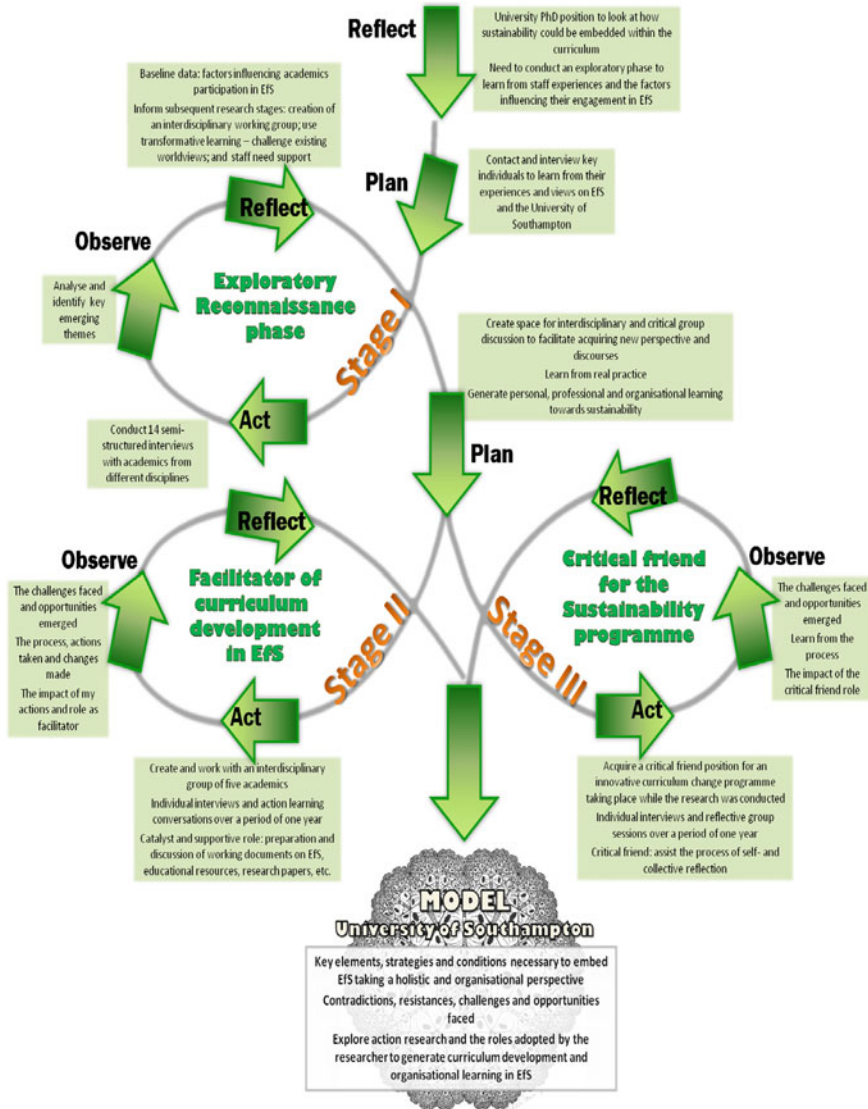 Reflect
University PhD position to look at how
sustainability could be embedded within the
curriculum
Need to conduct an exploratory phase to
learn from staff experiences and the factors
influencing their engagement in EfS
Baseline data: factors influencing academics
participation in EfS
Inform subsequent research stages: creation of
an interdisciplinary working group; use
transformative learning – challenge existing
worldviews; and staff need support
Plan
Contact and interview key
individuals to learn from their
experiences and views on EfS
and the University of
Southampton
Reflect
Observe
Analyse and
identify key
emerging
themes
Exploratory
Reconnaissance
phase
Stage I
Act
Conduct 14 semi-
structured interviews
with academics from
different disciplines
Create space for interdisciplinary and critical group
discussion to facilitate acquiring new perspective and
discourses
Learn from real practice
Generate personal, professional and organisational learning
towards sustainability
Plan
Reflect
Observe
The challenges faced
and opportunities
emerged
The process, actions
taken and changes
made
The impact of my
actions and role as
facilitator
Facilitator of
curriculum
development
in EfS
Stage II
Act
Create and work with an interdisciplinary
group of five academics
Individual interviews and action learning
conversations over a period of one year
Catalyst and supportive role: preparation and
discussion of working documents on EfS,
educational resources, research papers, etc.
Reflect
Critical friend
for the
Sustainability
programme
Observe
The challenges faced
and opportunities
emerged
Learn from the
process
The impact of the
critical friend role
Stage III
Act
Acquire a critical friend position for an
innovative curriculum change programme
taking place while the research was conducted
Individual interviews and reflective group
sessions over a period of one year
Critical friend: assist the process of self- and
collective reflection
MODEL
University of Southampton
Key elements, strategies and conditions necessary to embed
EfS taking a holistic and organisational perspective
Contradictions, resistances, challenges and opportunities
faced
Explore action research and the roles adopted by the
researcher to generate curriculum development and
organisational learning in EfS